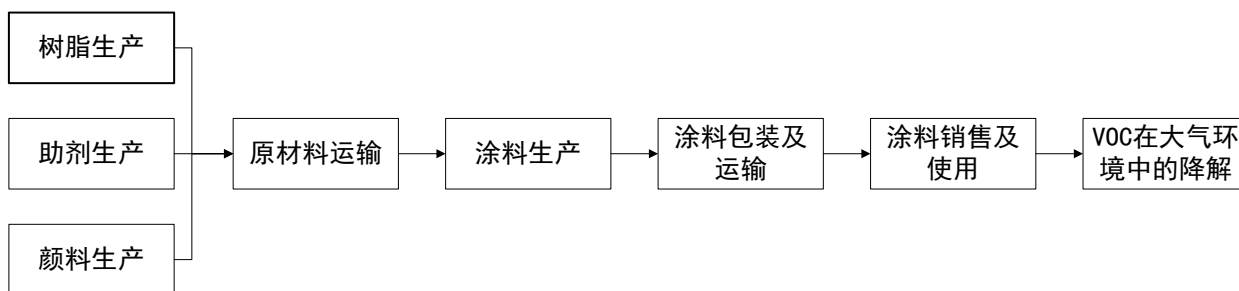 树脂生产
助剂生产
颜料生产
原材料运输
涂料生产
涂料包装及
运输
涂料销售及
使用
VOC在大气环
境中的降解